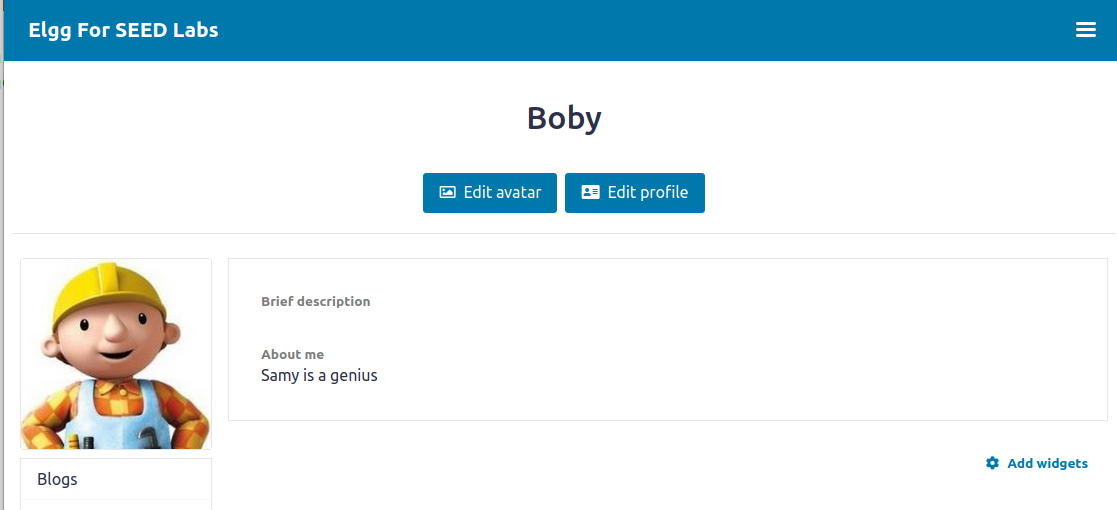 Elgg For SEED Labs
Boby
Edit avatar
Edit profile
Brief description
About me
Samy is a genius
Add widgets
Blogs